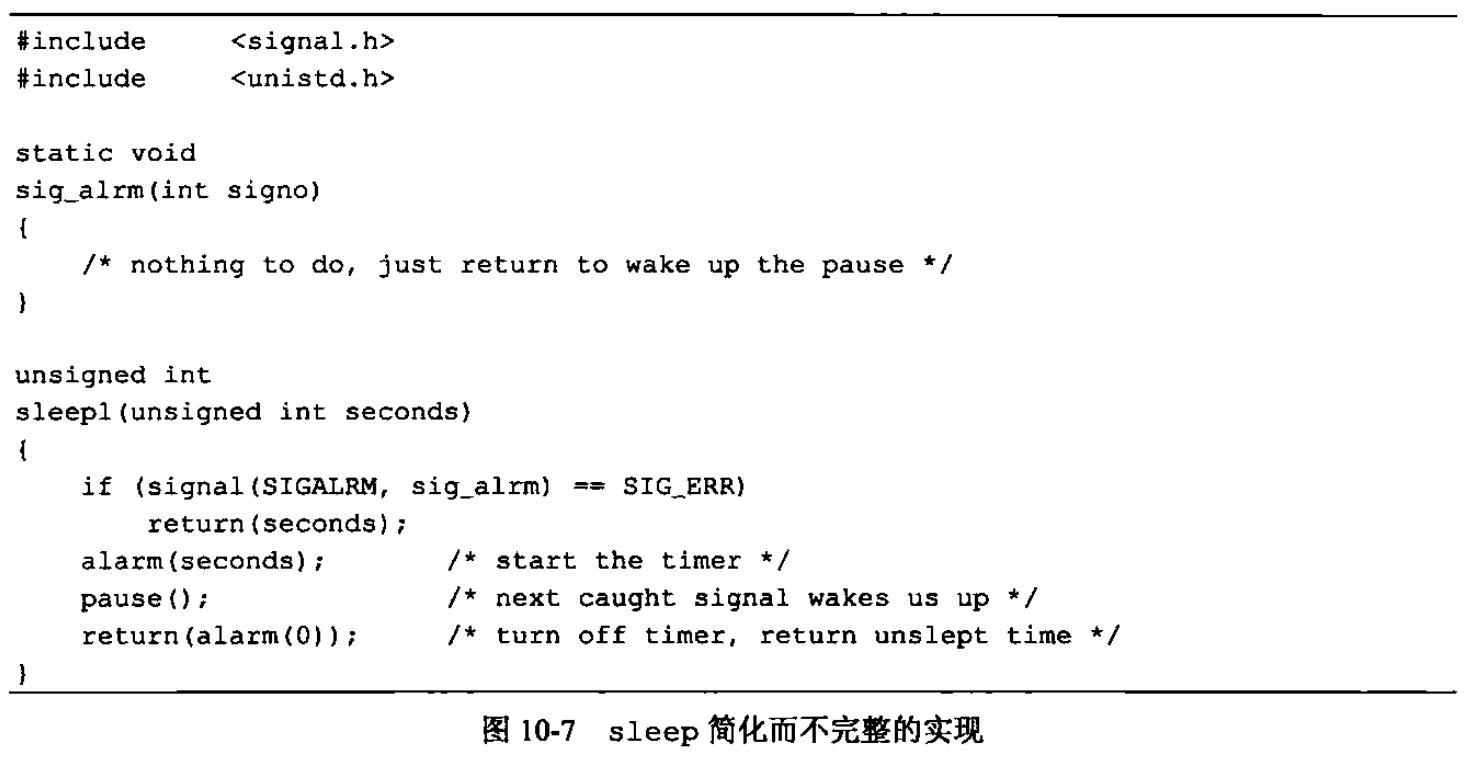 #include       <signal.h>
#include       <unistd.h>
static void
sig_alrm(int signo)
{
    /* nothing to do, just return to wake up the pause */
}
unsigned int
sleep1(unsigned int seconds)
{
    if (signal(SIGALRM, sig_alrm) == SIG_ERR)
        return(seconds);
    alarm(seconds);        /* start the timer */
    pause();               /* next caught signal wakes us up */
    return(alarm(0));      /* turn off timer, return unslept time */
}
图 10-7   sleep 简化而不完整的实现